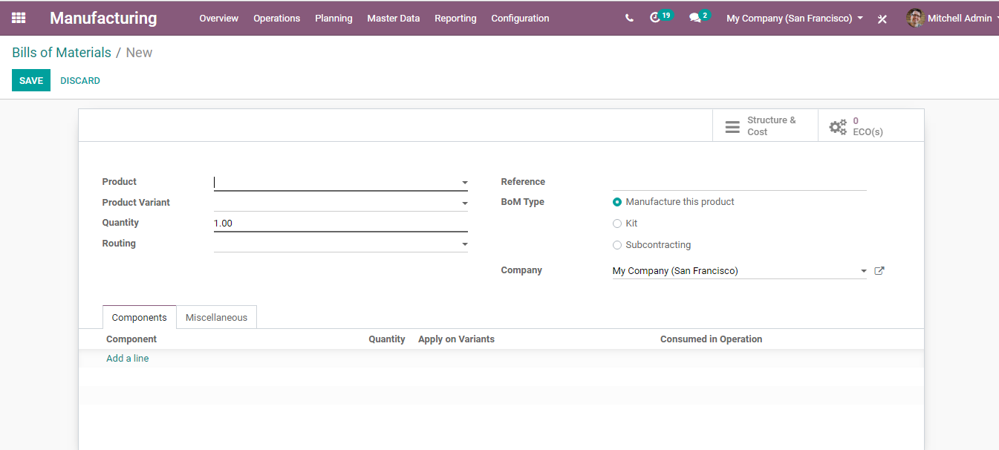 Manufacturing Overview Operations Planning Master Data Reporting Configuration 19 2 My Company (San Francisco) Mitchell Admin
Bills of Materials / New
SAVE DISCARD
Structure & Cost
0 ECO(s)
Product
Product Variant
Quantity 1.00
Routing
Reference
BoM Type Manufacture this product
Kit
Subcontracting
Company My Company (San Francisco)
Components Miscellaneous
Component Quantity Apply on Variants Consumed in Operation
Add a line